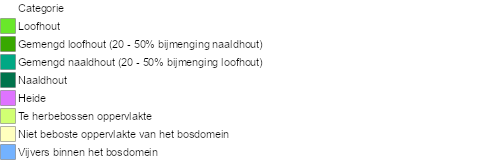 Categorie
Loofhout
Gemengd loofhout (20 - 50% bijmenging naaldhout)
Gemengd naaldhout (20 - 50% bijmenging loofhout)
Naaldhout
Heide
Te herbebossen oppervlakte
Niet beboste oppervlakte van het bosdomein
Vijvers binnen het bosdomein